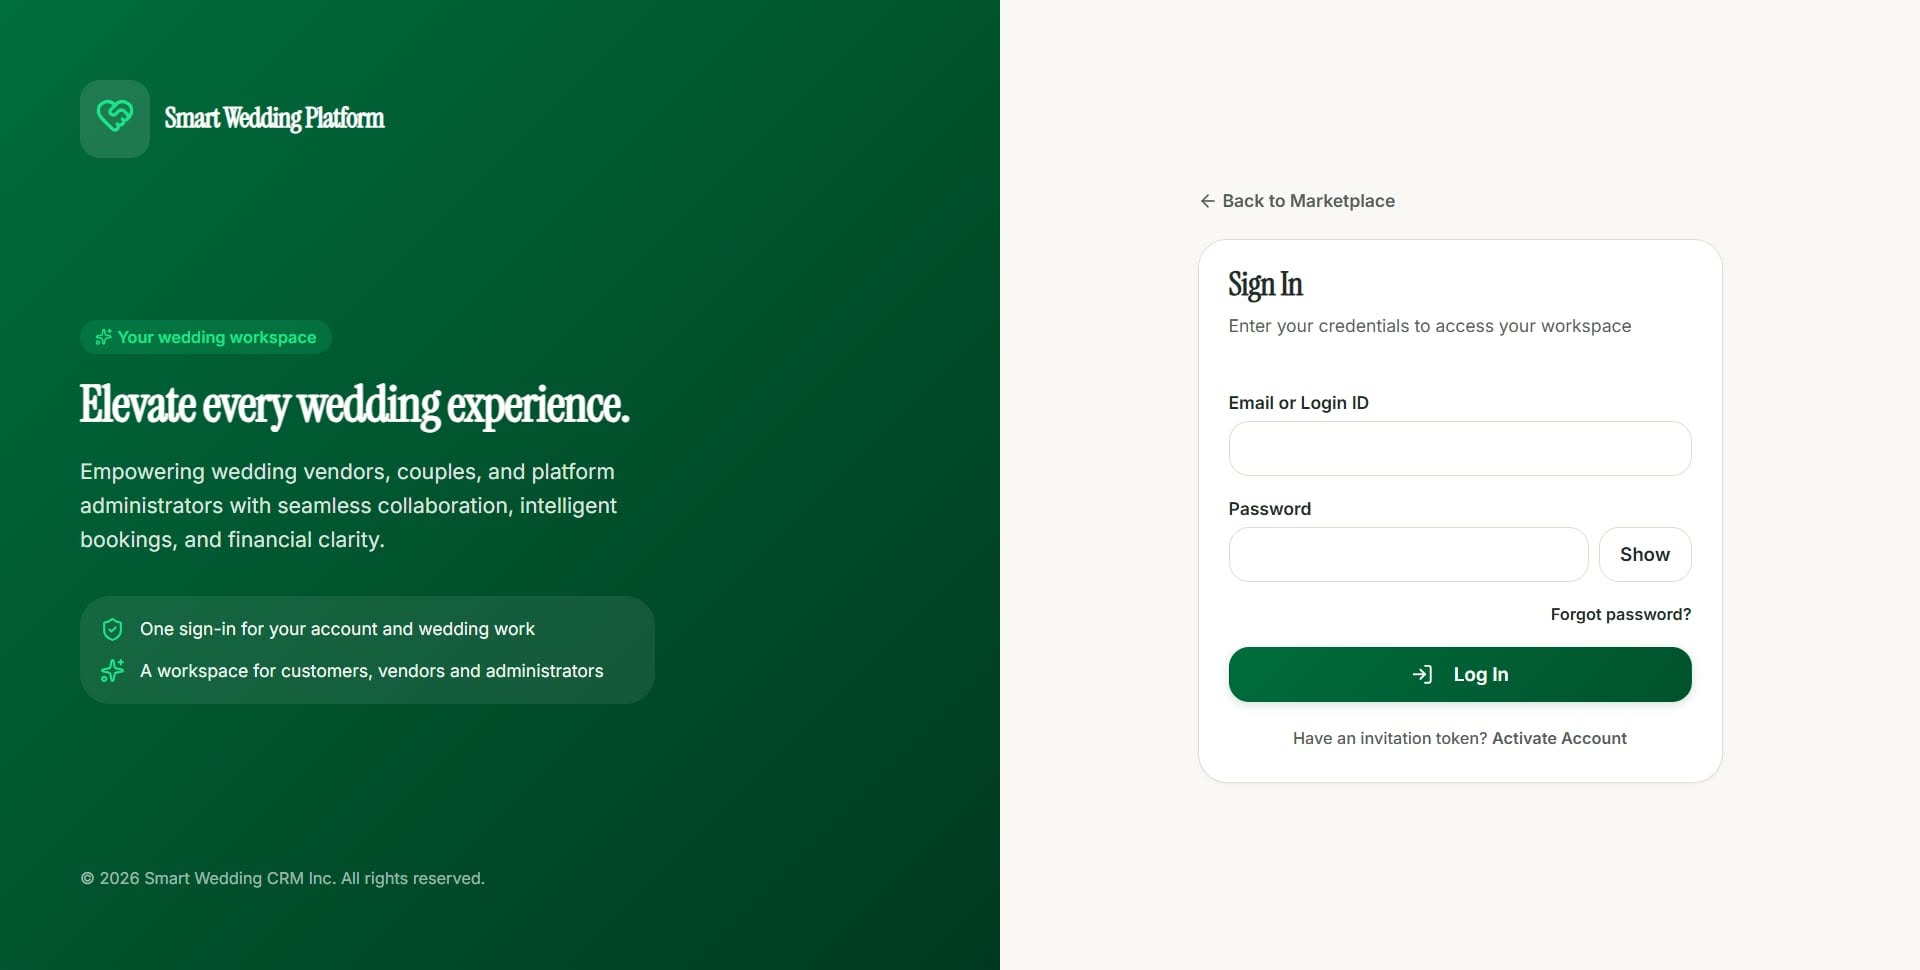 Smart Wedding Platform
Your wedding workspace
Elevate every wedding experience.
Empowering wedding vendors, couples, and platform
administrators with seamless collaboration, intelligent
bookings, and financial clarity.
One sign-in for your account and wedding work
A workspace for customers, vendors and administrators
© 2026 Smart Wedding CRM Inc. All rights reserved.
Back to Marketplace
Sign In
Enter your credentials to access your workspace
Email or Login ID
Password
Show
Forgot password?
Log In
Have an invitation token? Activate Account